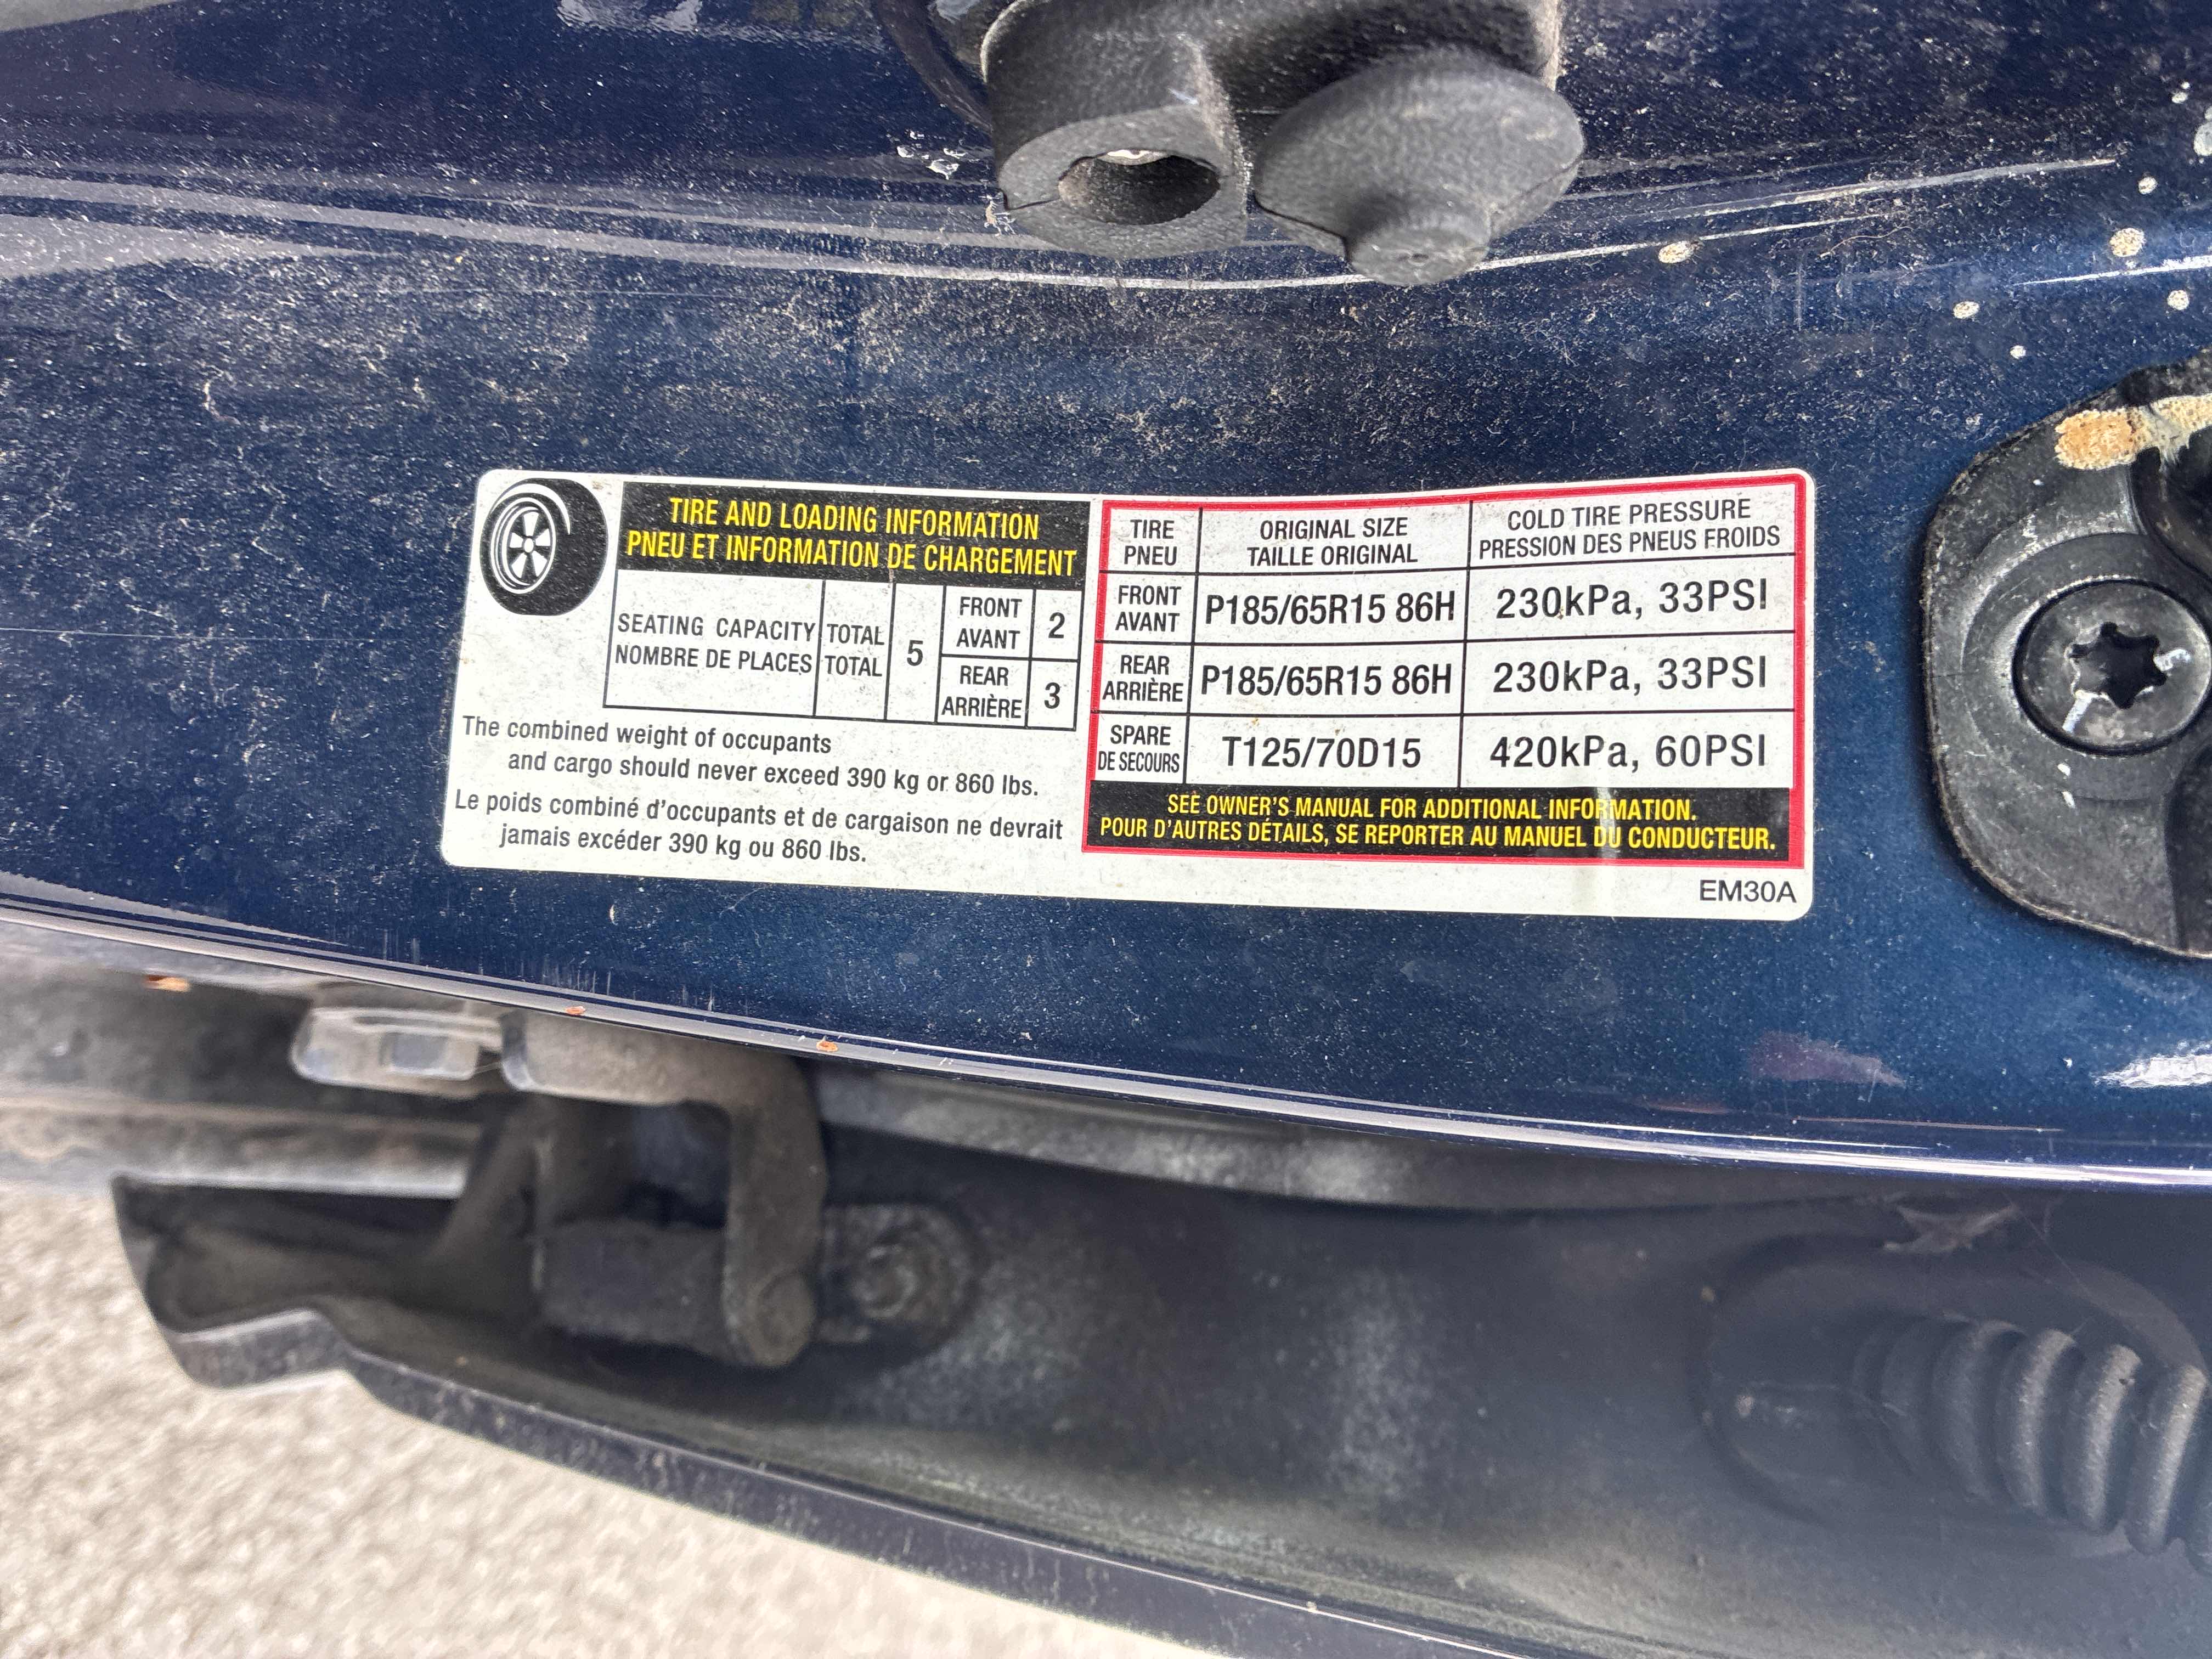 TIRE AND LOADING INFORMATION
PNEU ET INFORMATION DE CHARGEMENT
SEATING CAPACITY TOTAL 5 FRONT 2
NOMBRE DE PLACES TOTAL AVANT
REAR 3
ARRIÈRE
The combined weight of occupants
and cargo should never exceed 390 kg or 860 lbs.
Le poids combiné d'occupants et de cargaison ne devrait
jamais excéder 390 kg ou 860 lbs.
TIRE ORIGINAL SIZE COLD TIRE PRESSURE
PNEU TAILLE ORIGINAL PRESSION DES PNEUS FROIDS
FRONT P185/65R15 86H 230kPa, 33PSI
AVANT
REAR P185/65R15 86H 230kPa, 33PSI
ARRIÈRE
SPARE T125/70D15 420kPa, 60PSI
DE SECOURS
SEE OWNER'S MANUAL FOR ADDITIONAL INFORMATION.
POUR D'AUTRES DÉTAILS, SE REPORTER AU MANUEL DU CONDUCTEUR.
EM30A